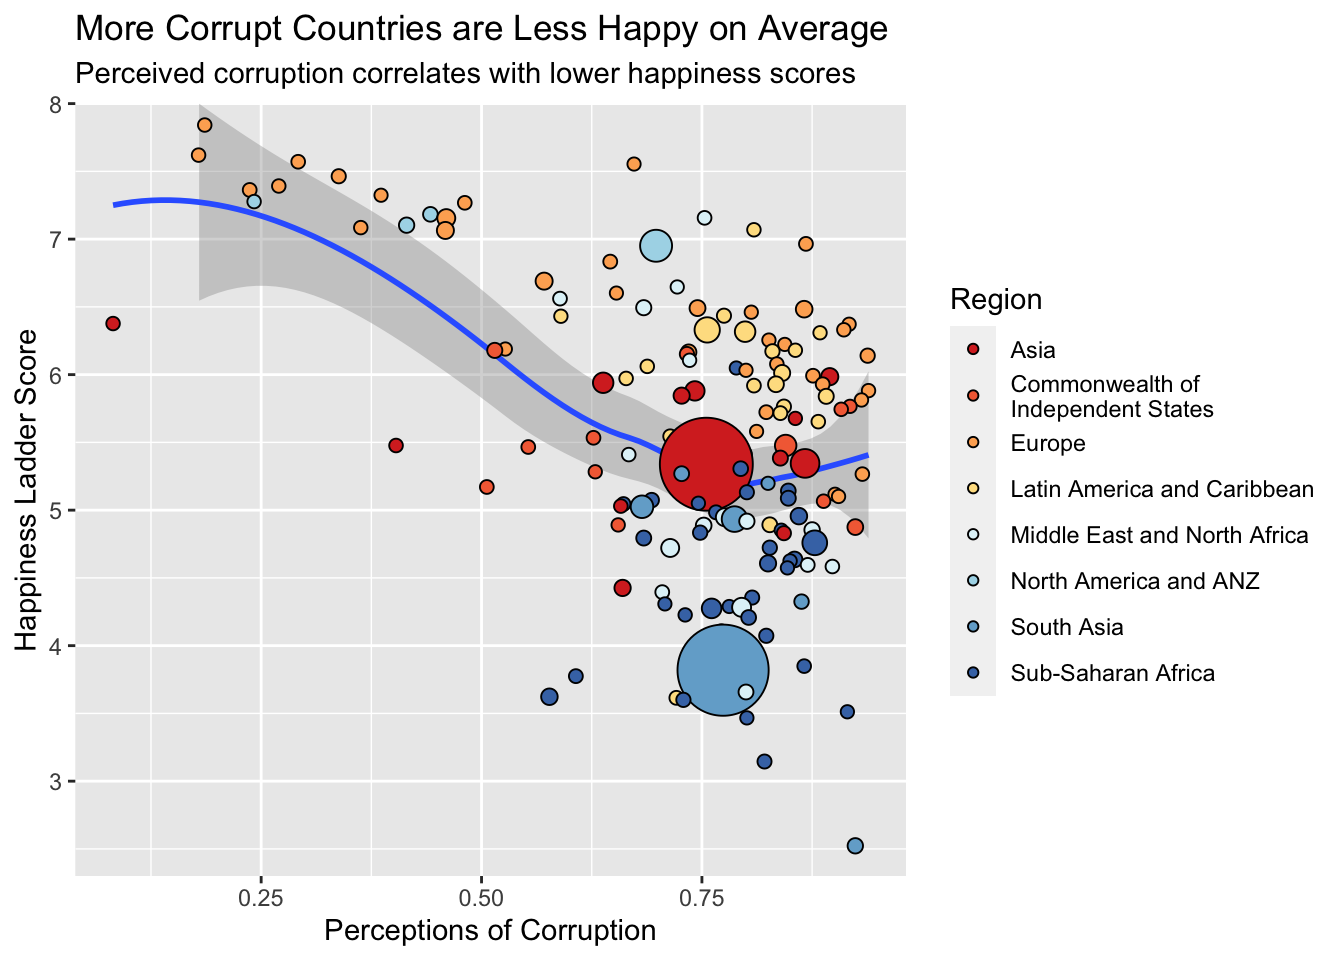 More Corrupt Countries are Less Happy on Average
Perceived corruption correlates with lower happiness scores
8
7
6
5
4
3
Happiness Ladder Score
0.25
0.50
0.75
Perceptions of Corruption
Region
Asia
Commonwealth of
Independent States
Europe
Latin America and Caribbean
Middle East and North Africa
North America and ANZ
South Asia
Sub-Saharan Africa